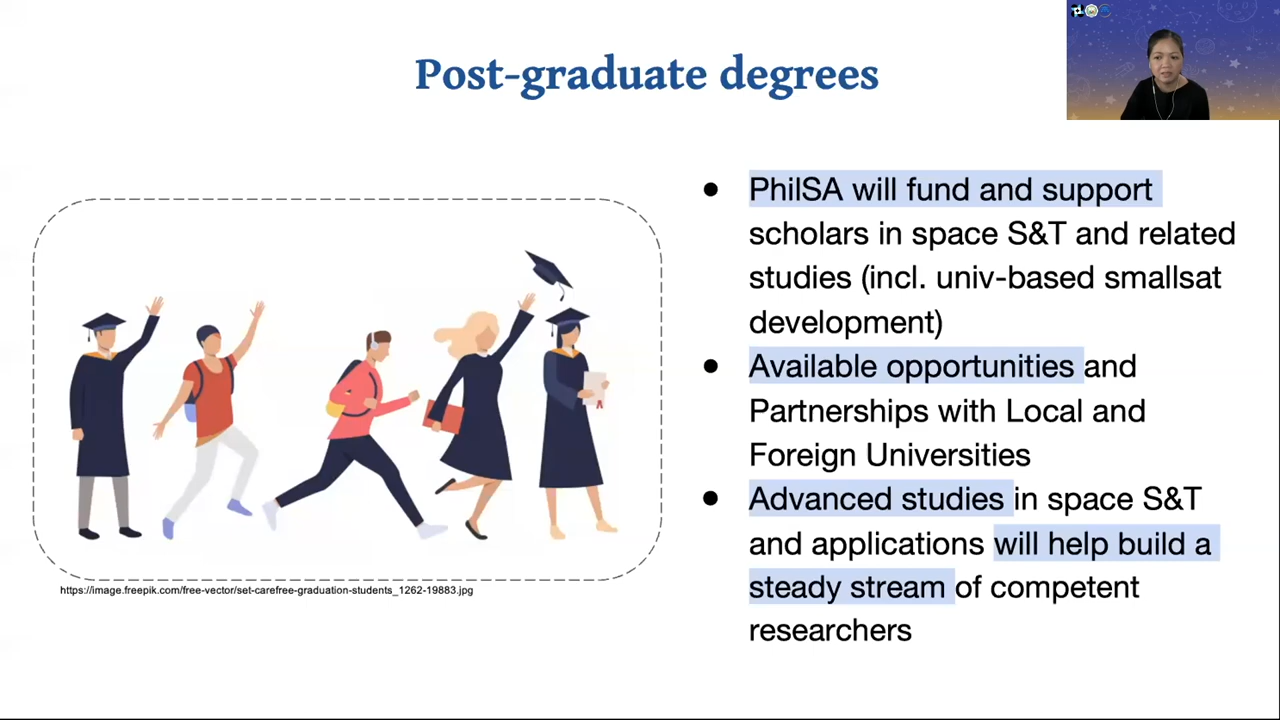 Post-graduate degrees
● PhilSA will fund and support
scholars in space S&T and related
studies (incl. univ-based smallsat
development)
● Available opportunities and
Partnerships with Local and
Foreign Universities
● Advanced studies in space S&T
and applications will help build a
steady stream of competent
researchers
https://image.freepik.com/free-vector/set-carefree-graduation-students_1262-19883.jpg